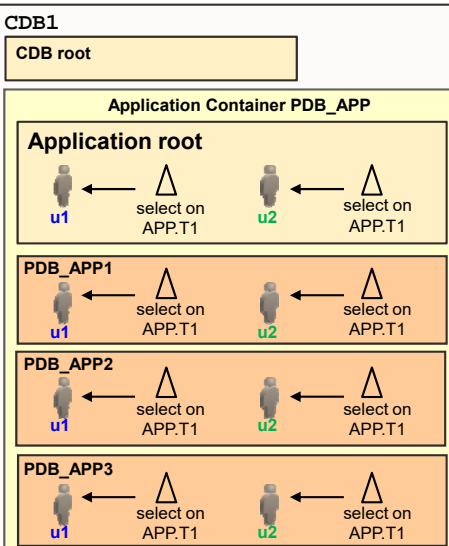 CDB1
CDB root
Application Container PDB_APP
Application root
u1
select on
APP.T1
u2
select on
APP.T1
PDB_APP1
u1
select on
APP.T1
u2
select on
APP.T1
PDB_APP2
u1
select on
APP.T1
u2
select on
APP.T1
PDB_APP3
u1
select on
APP.T1
u2
select on
APP.T1